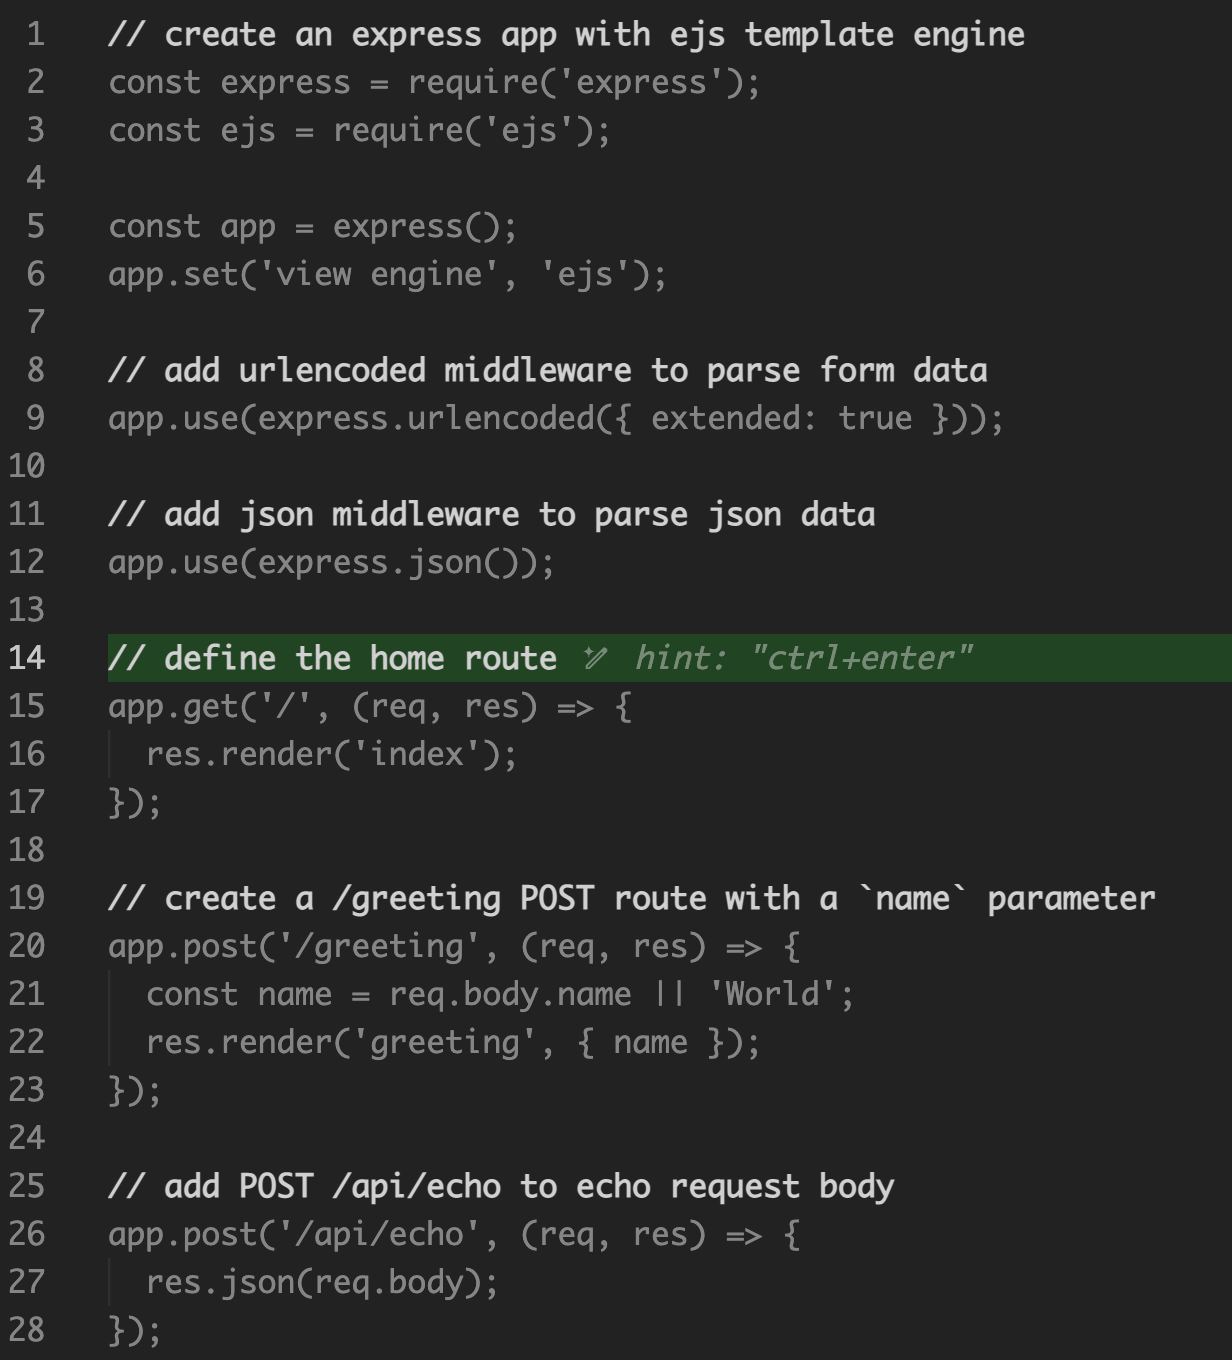 1 // create an express app with ejs template engine
2 const express = require('express');
3 const ejs = require('ejs');
4
5 const app = express();
6 app.set('view engine', 'ejs');
7
8 // add urlencoded middleware to parse form data
9 app.use(express.urlencoded({ extended: true }));
10
11 // add json middleware to parse json data
12 app.use(express.json());
13
14 // define the home route hint: "ctrl+enter"
15 app.get('/', (req, res) => {
16   res.render('index');
17 });
18
19 // create a /greeting POST route with a `name` parameter
20 app.post('/greeting', (req, res) => {
21   const name = req.body.name || 'World';
22   res.render('greeting', { name });
23 });
24
25 // add POST /api/echo to echo request body
26 app.post('/api/echo', (req, res) => {
27   res.json(req.body);
28 });